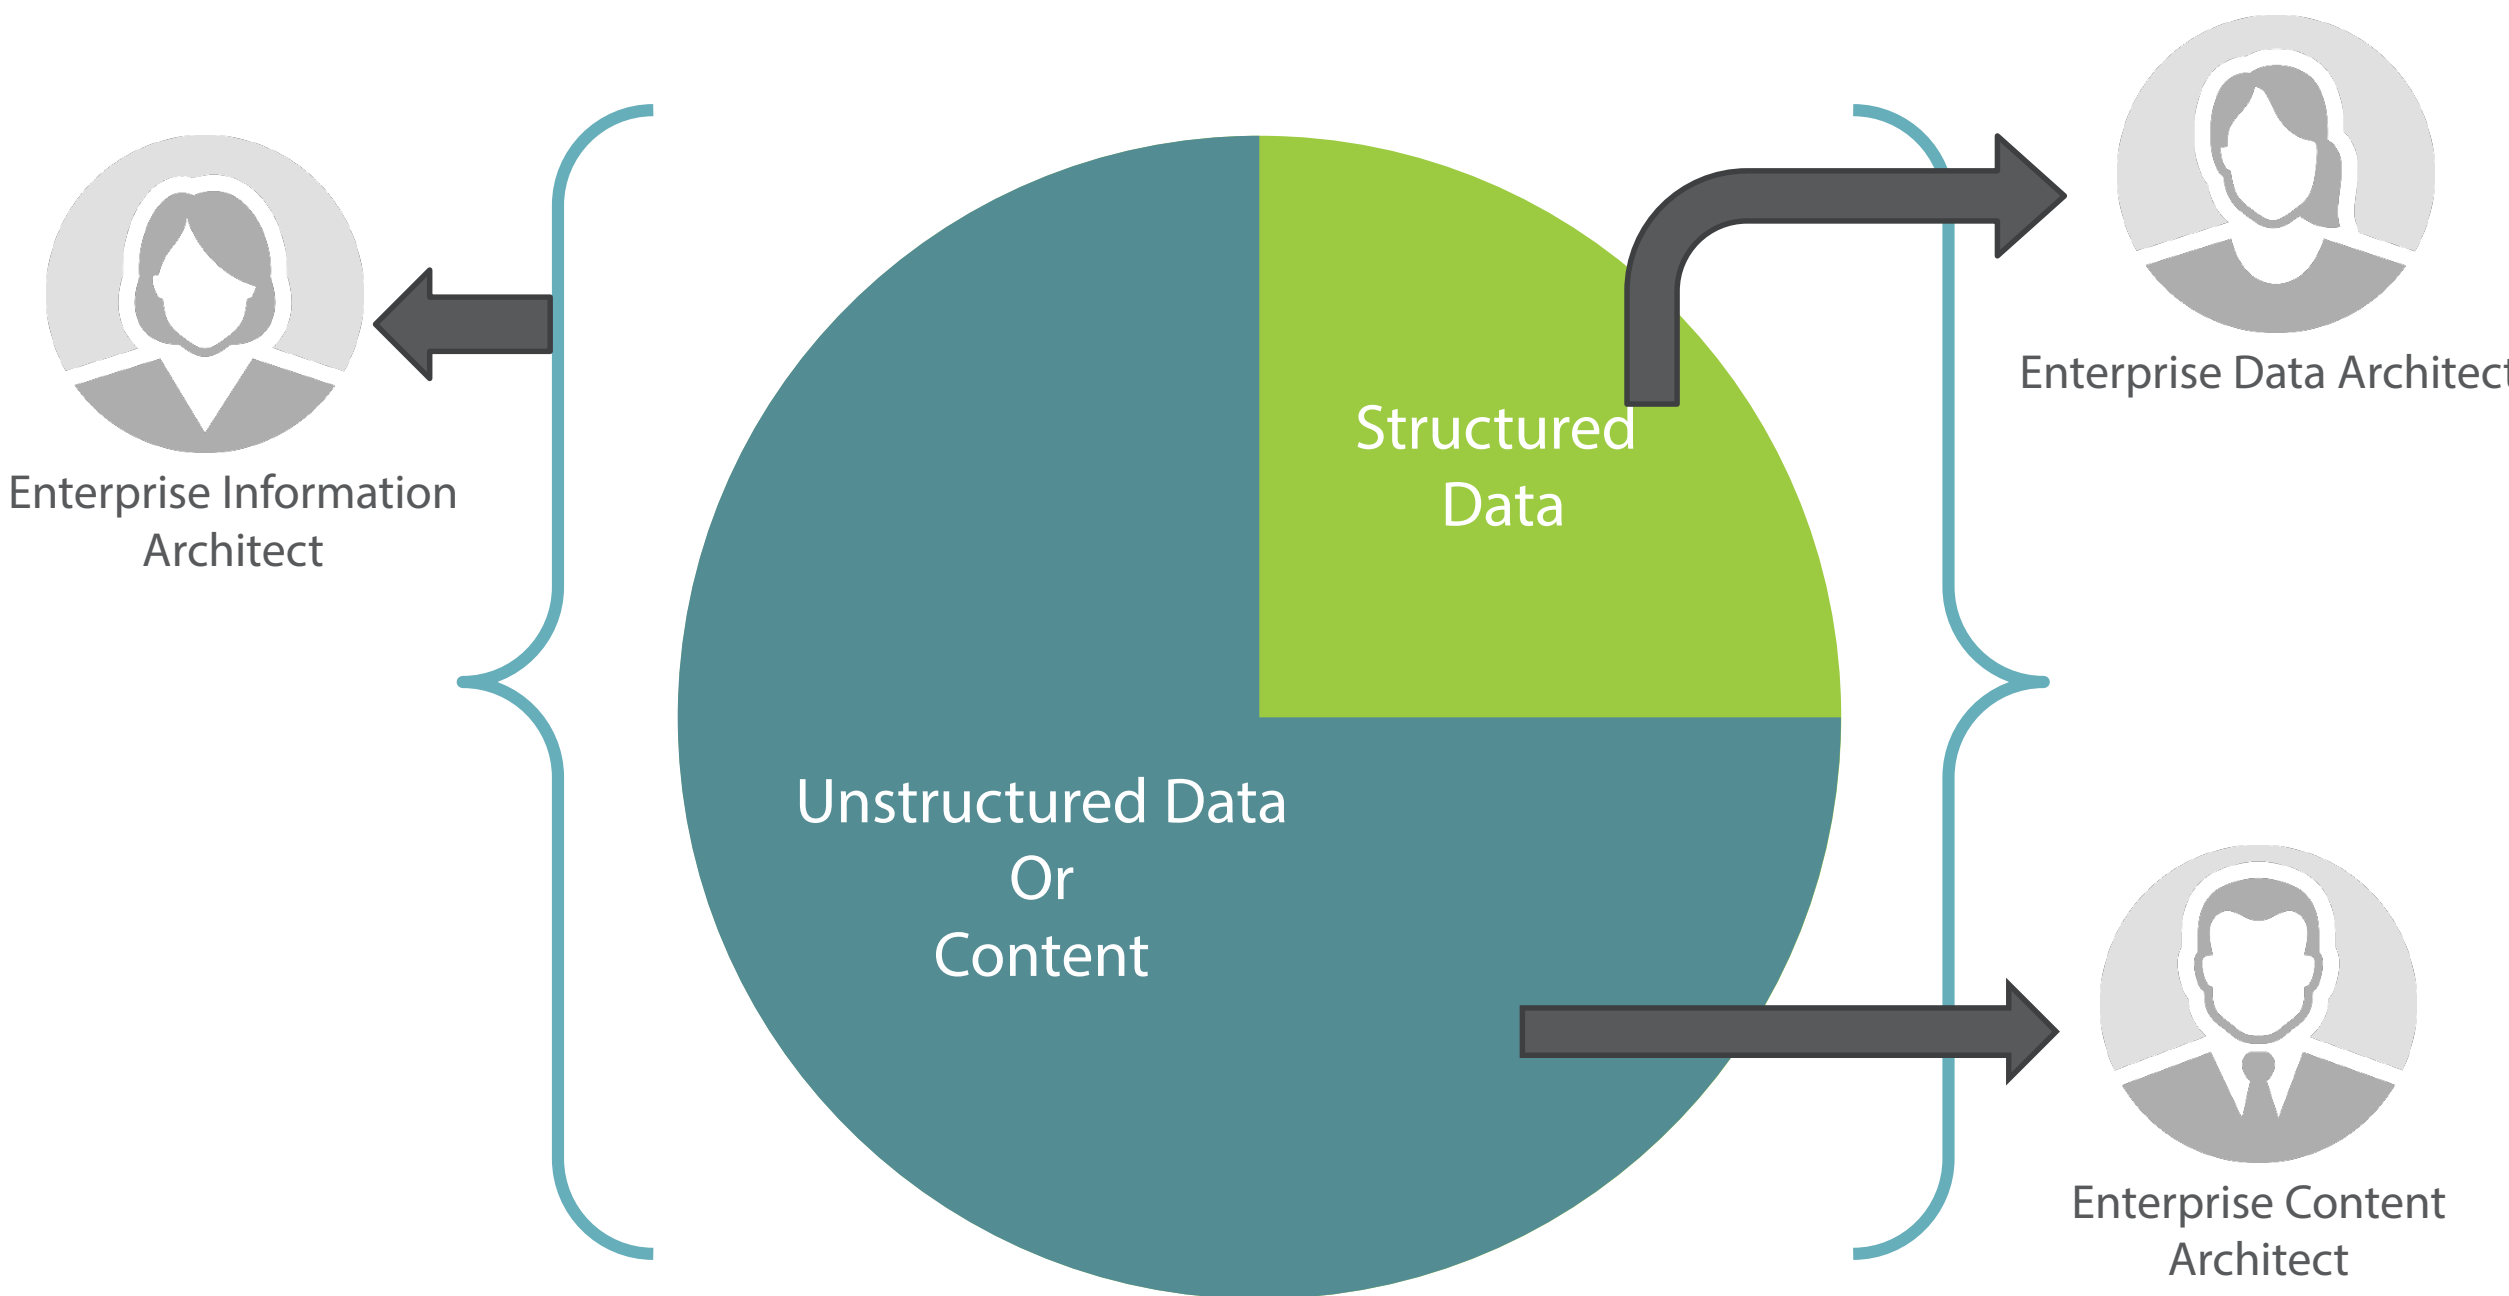 Enterprise Information
Architect
Structured
Data
Unstructured Data
Or
Content
Enterprise Data Architect
Enterprise Content
Architect